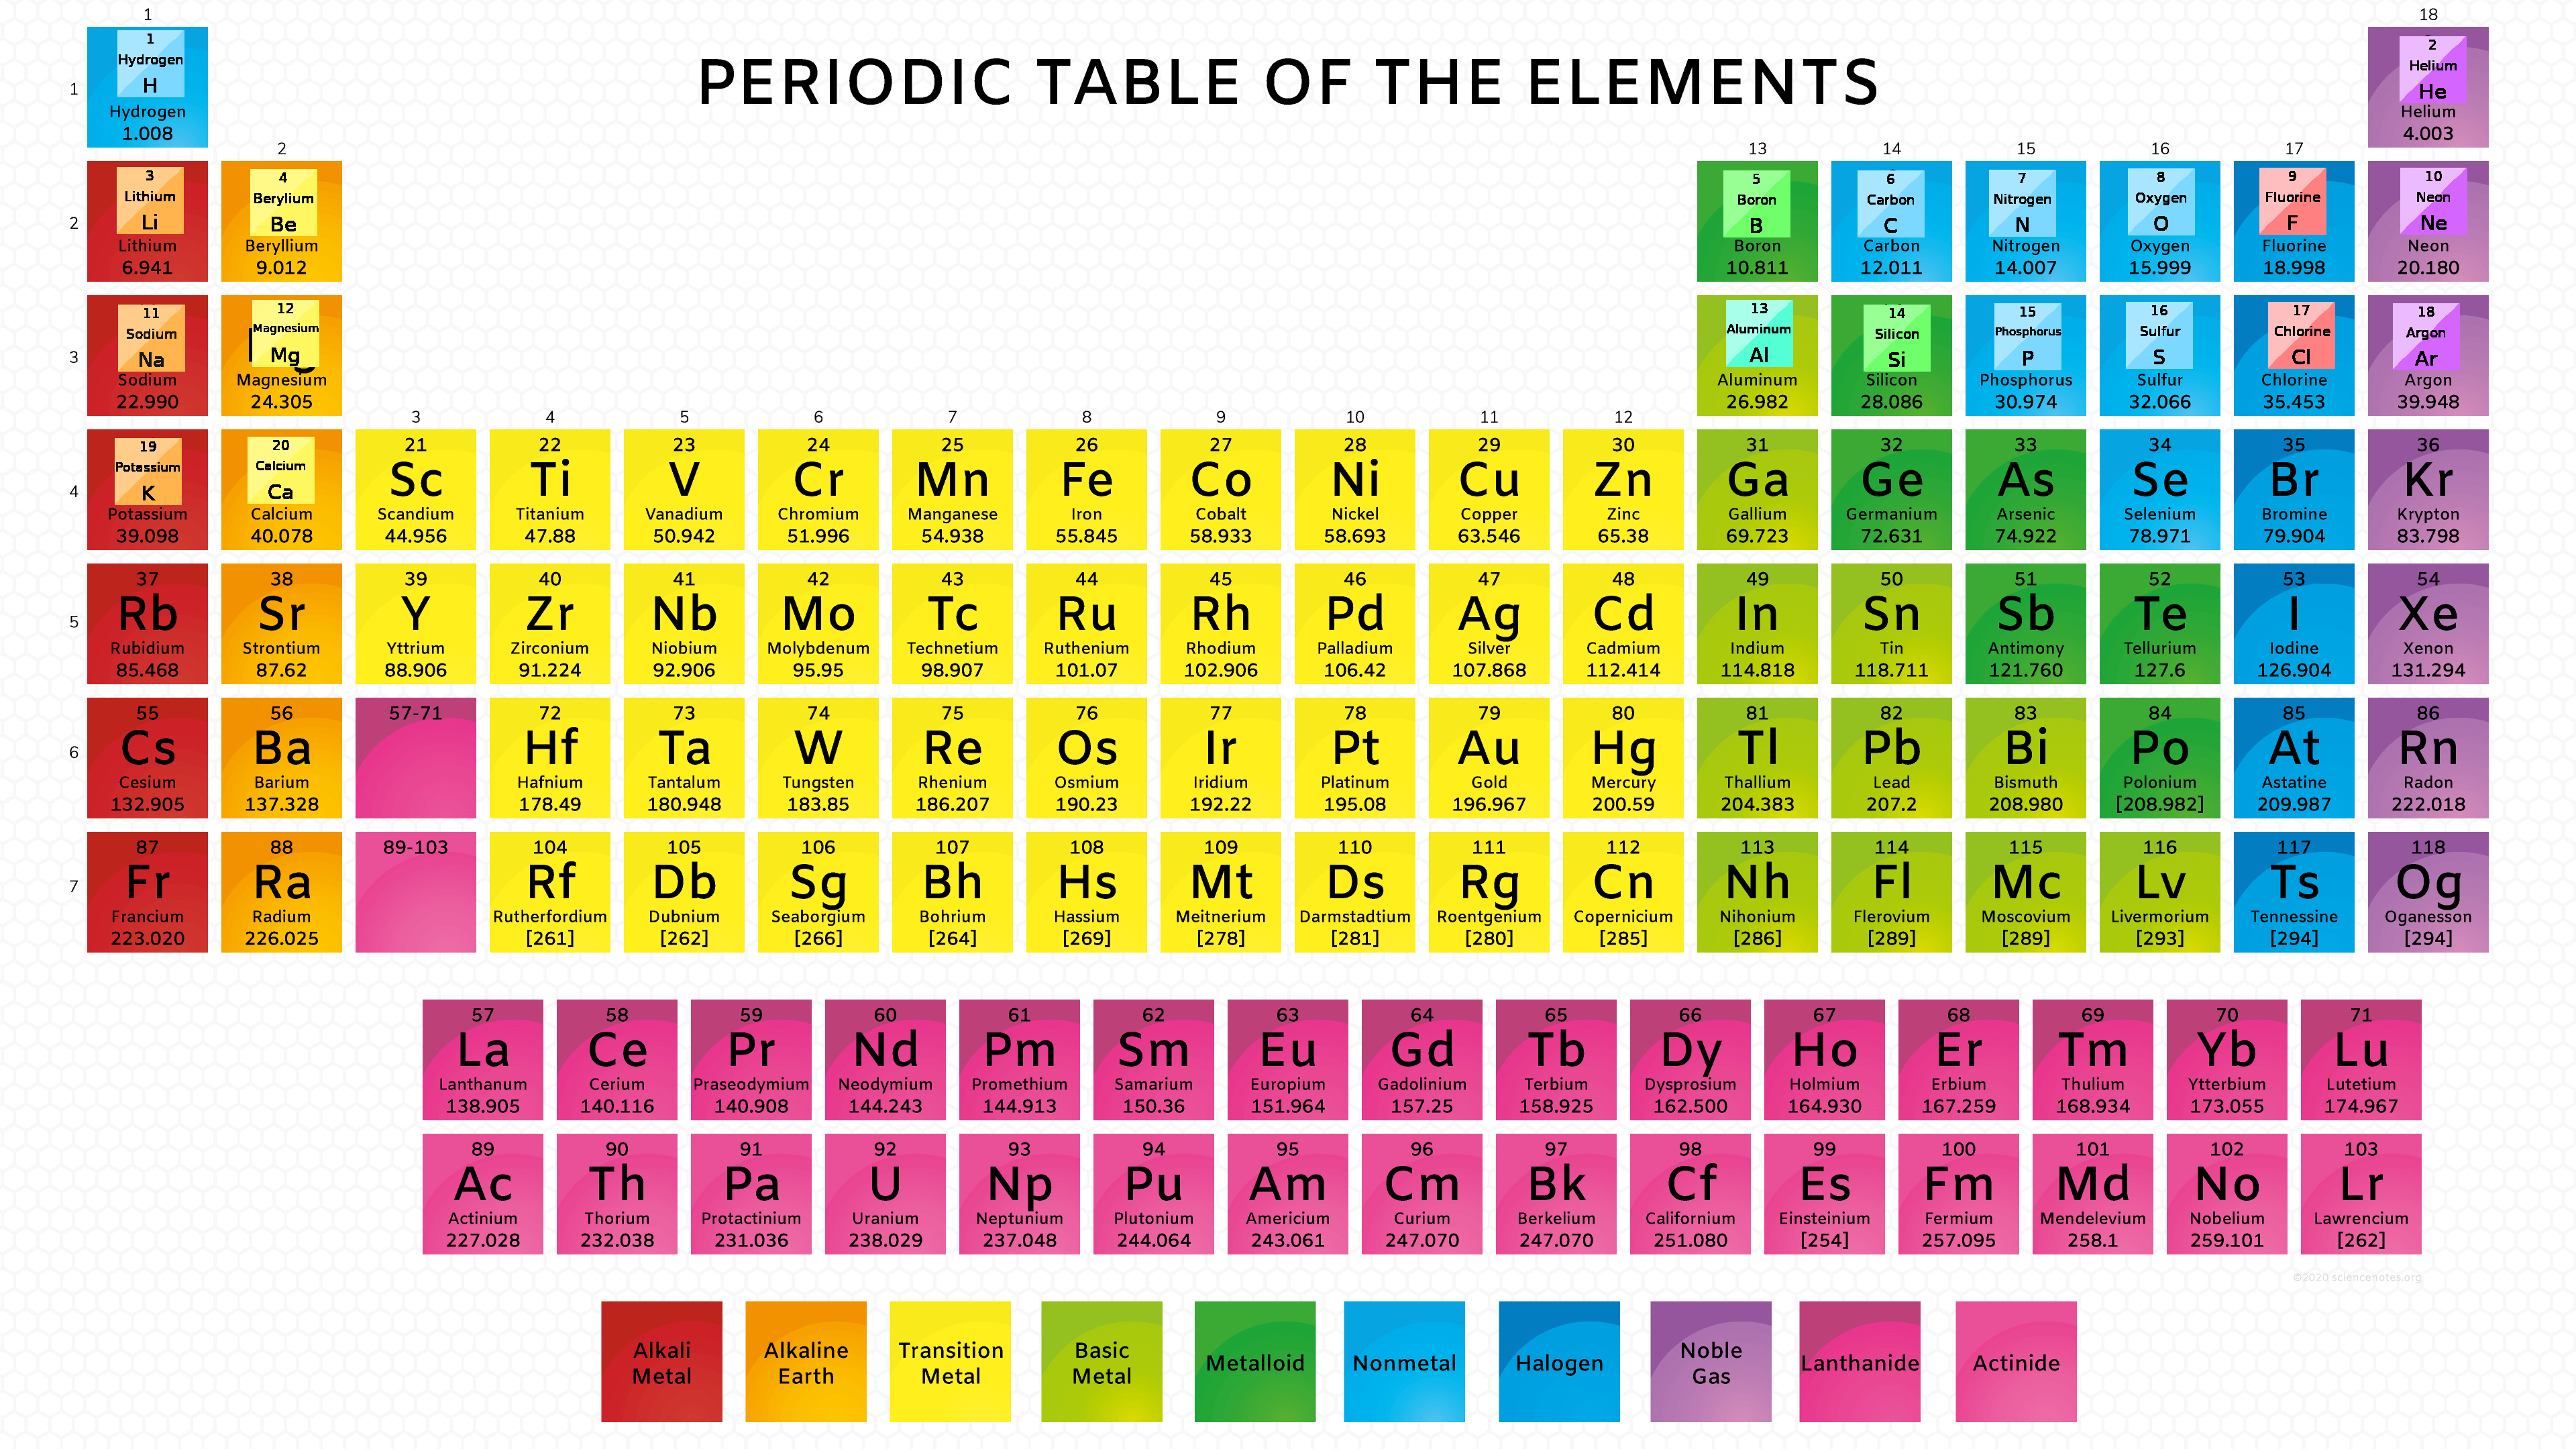 1
18
PERIODIC TABLE OF THE ELEMENTS
1
1
Hydrogen
H
Hydrogen
1.008
2
Helium
He
Helium
4.003
2
13
14
15
16
17
2
3
Lithium
Li
Lithium
6.941
4
Berylium
Be
Beryllium
9.012
5
Boron
B
Boron
10.811
6
Carbon
C
Carbon
12.011
7
Nitrogen
N
Nitrogen
14.007
8
Oxygen
O
Oxygen
15.999
9
Fluorine
F
Fluorine
18.998
10
Neon
Ne
Neon
20.180
3
11
Sodium
Na
Sodium
22.990
12
Magnesium
Mg
Magnesium
24.305
13
Aluminum
Al
Aluminum
26.982
14
Silicon
Si
Silicon
28.086
15
Phosphorus
P
Phosphorus
30.974
16
Sulfur
S
Sulfur
32.066
17
Chlorine
Cl
Chlorine
35.453
18
Argon
Ar
Argon
39.948
3
4
5
6
7
8
9
10
11
12
4
19
Potassium
K
Potassium
39.098
20
Calcium
Ca
Calcium
40.078
21
Sc
Scandium
44.956
22
Ti
Titanium
47.88
23
V
Vanadium
50.942
24
Cr
Chromium
51.996
25
Mn
Manganese
54.938
26
Fe
Iron
55.845
27
Co
Cobalt
58.933
28
Ni
Nickel
58.693
29
Cu
Copper
63.546
30
Zn
Zinc
65.38
31
Ga
Gallium
69.723
32
Ge
Germanium
72.631
33
As
Arsenic
74.922
34
Se
Selenium
78.971
35
Br
Bromine
79.904
36
Kr
Krypton
83.798
5
37
Rb
Rubidium
85.468
38
Sr
Strontium
87.62
39
Y
Yttrium
88.906
40
Zr
Zirconium
91.224
41
Nb
Niobium
92.906
42
Mo
Molybdenum
95.95
43
Tc
Technetium
98.907
44
Ru
Ruthenium
101.07
45
Rh
Rhodium
102.906
46
Pd
Palladium
106.42
47
Ag
Silver
107.868
48
Cd
Cadmium
112.414
49
In
Indium
114.818
50
Sn
Tin
118.711
51
Sb
Antimony
121.760
52
Te
Tellurium
127.6
53
I
Iodine
126.904
54
Xe
Xenon
131.294
6
55
Cs
Cesium
132.905
56
Ba
Barium
137.328
57-71
72
Hf
Hafnium
178.49
73
Ta
Tantalum
180.948
74
W
Tungsten
183.85
75
Re
Rhenium
186.207
76
Os
Osmium
190.23
77
Ir
Iridium
192.22
78
Pt
Platinum
195.08
79
Au
Gold
196.967
80
Hg
Mercury
200.59
81
Tl
Thallium
204.383
82
Pb
Lead
207.2
83
Bi
Bismuth
208.980
84
Po
Polonium
[208.982]
85
At
Astatine
209.987
86
Rn
Radon
222.018
7
87
Fr
Francium
223.020
88
Ra
Radium
226.025
89-103
104
Rf
Rutherfordium
[261]
105
Db
Dubnium
[262]
106
Sg
Seaborgium
[266]
107
Bh
Bohrium
[264]
108
Hs
Hassium
[269]
109
Mt
Meitnerium
[278]
110
Ds
Darmstadtium
[281]
111
Rg
Roentgenium
[280]
112
Cn
Copernicium
[285]
113
Nh
Nihonium
[286]
114
Fl
Flerovium
[289]
115
Mc
Moscovium
[289]
116
Lv
Livermorium
[293]
117
Ts
Tennessine
[294]
118
Og
Oganesson
[294]
57
La
Lanthanum
138.905
58
Ce
Cerium
140.116
59
Pr
Praseodymium
140.908
60
Nd
Neodymium
144.243
61
Pm
Promethium
144.913
62
Sm
Samarium
150.36
63
Eu
Europium
151.964
64
Gd
Gadolinium
157.25
65
Tb
Terbium
158.925
66
Dy
Dysprosium
162.500
67
Ho
Holmium
164.930
68
Er
Erbium
167.259
69
Tm
Thulium
168.934
70
Yb
Ytterbium
173.055
71
Lu
Lutetium
174.967
89
Ac
Actinium
227.028
90
Th
Thorium
232.038
91
Pa
Protactinium
231.036
92
U
Uranium
238.029
93
Np
Neptunium
237.048
94
Pu
Plutonium
244.064
95
Am
Americium
243.061
96
Cm
Curium
247.070
97
Bk
Berkelium
247.070
98
Cf
Californium
251.080
99
Es
Einsteinium
[254]
100
Fm
Fermium
257.095
101
Md
Mendelevium
258.1
102
No
Nobelium
259.101
103
Lr
Lawrencium
[262]
©2020 sciencenotes.org
Alkali
Metal
Alkaline
Earth
Transition
Metal
Basic
Metal
Metalloid
Nonmetal
Halogen
Noble
Gas
Lanthanide
Actinide